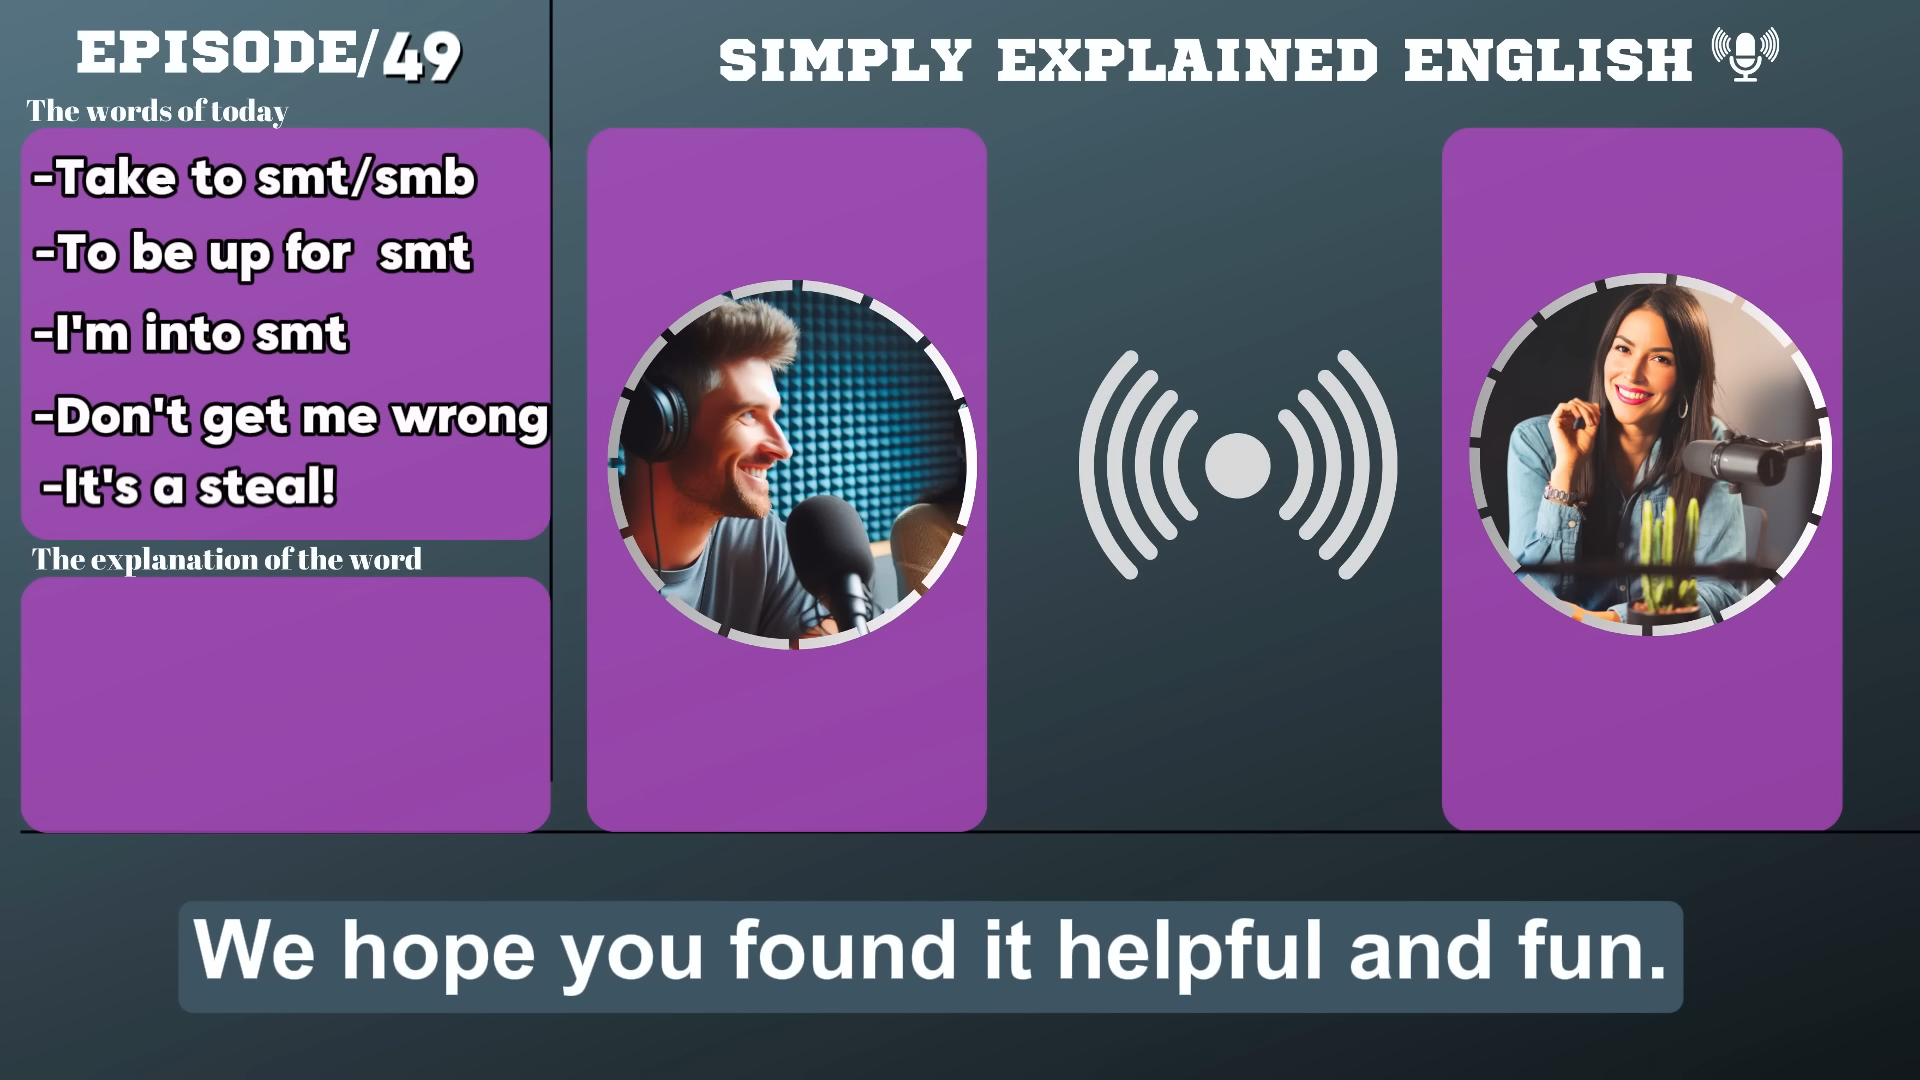 EPISODE/49
SIMPLY EXPLAINED ENGLISH
The words of today
-Take to smt/smb
-To be up for smt
-I'm into smt
-Don't get me wrong
-It's a steal!
The explanation of the word
We hope you found it helpful and fun.